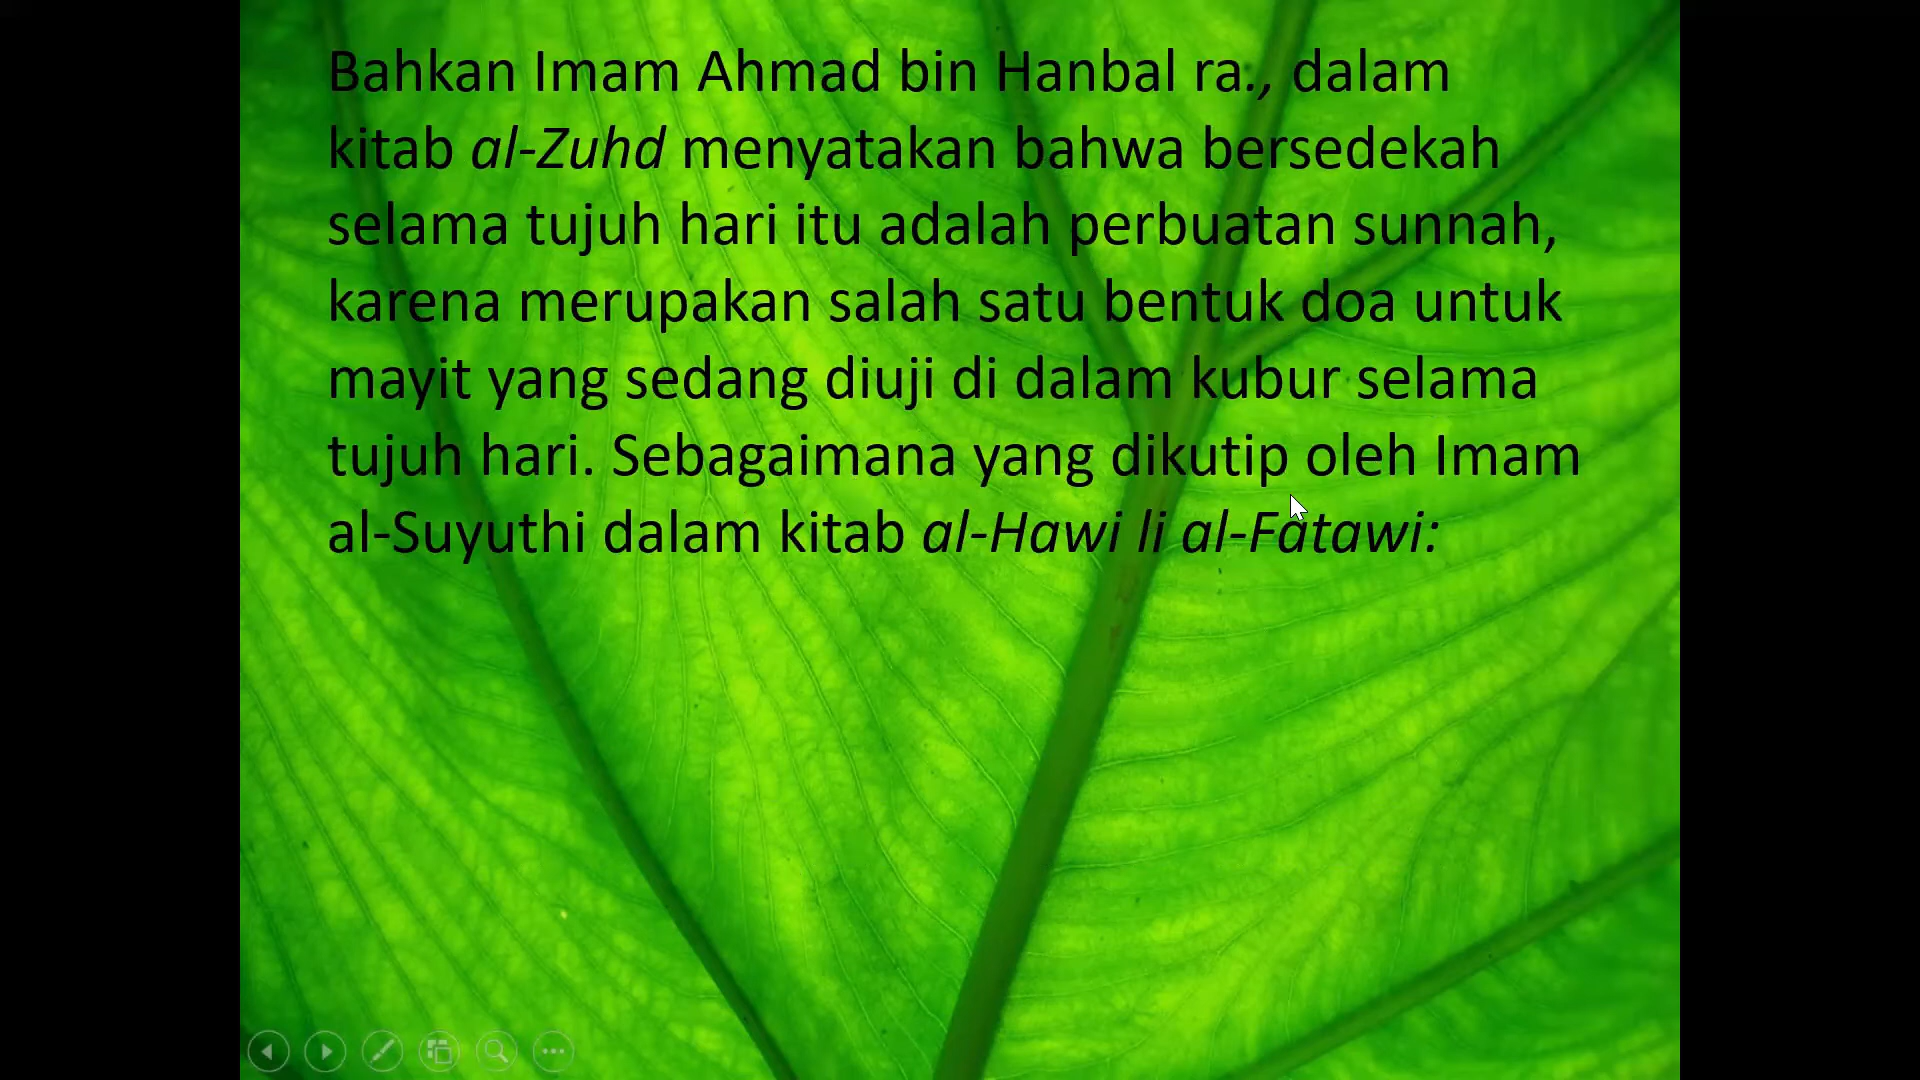 Bahkan Imam Ahmad bin Hanbal ra., dalam
kitab al-Zuhd menyatakan bahwa bersedekah
selama tujuh hari itu adalah perbuatan sunnah,
karena merupakan salah satu bentuk doa untuk
mayit yang sedang diuji di dalam kubur selama
tujuh hari. Sebagaimana yang dikutip oleh Imam
al-Suyuthi dalam kitab al-Hawi li al-Fatawi: